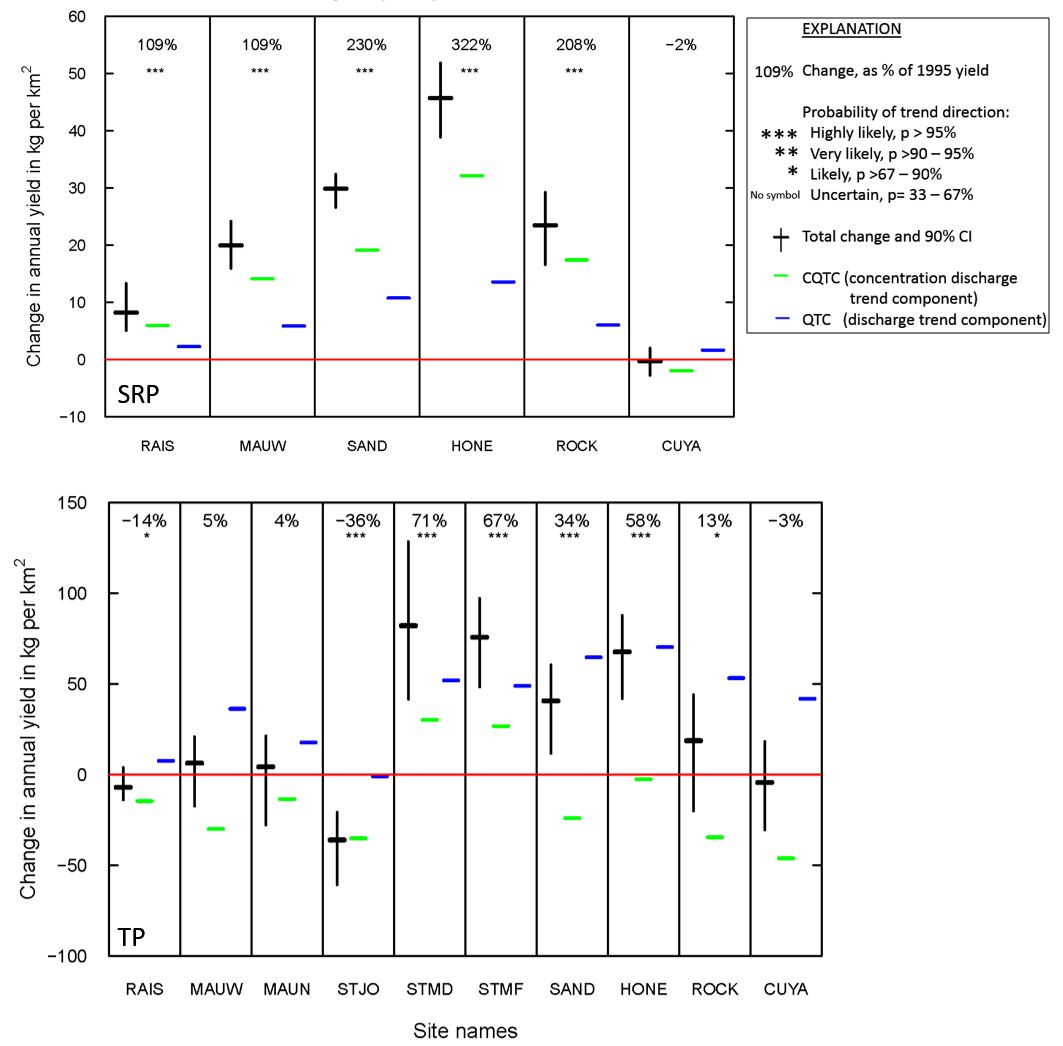 60
50
40
30
20
10
0
−10
Change in annual yield in kg per km2
109% 109% 230% 322% 208% −2%
*** *** *** *** ***
SRP
RAIS MAUW SAND HONE ROCK CUYA
EXPLANATION
109% Change, as % of 1995 yield
Probability of trend direction:
*** Highly likely, p > 95%
** Very likely, p >90 – 95%
* Likely, p >67 – 90%
No symbol Uncertain, p= 33 – 67%
Total change and 90% CI
CQTC (concentration discharge
trend component)
QTC (discharge trend component)
150
100
50
0
−50
−100
Change in annual yield in kg per km2
−14% 5% 4% −36% 71% 67% 34% 58% 13% −3%
* *** *** *** *** *** *
TP
RAIS MAUW MAUN STJO STMD STMF SAND HONE ROCK CUYA
Site names